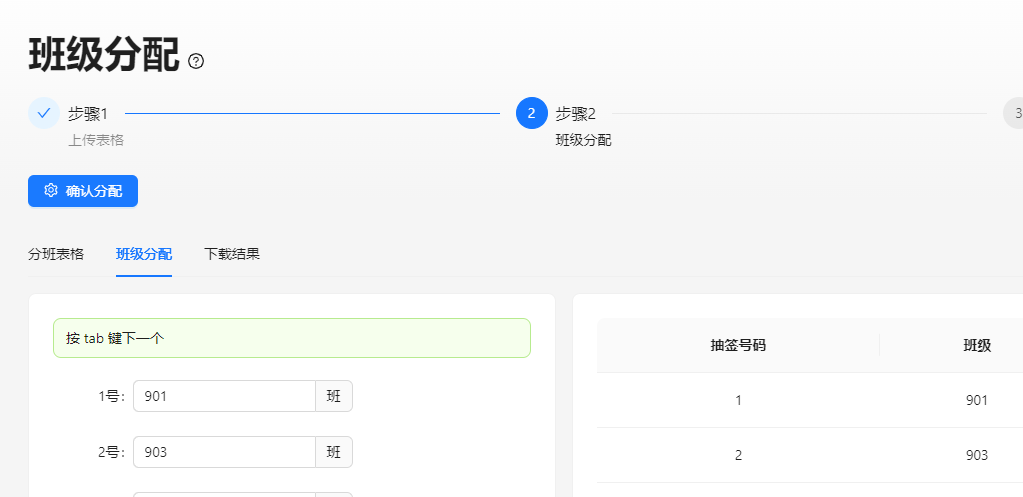 班级分配
步骤1
上传表格
2 步骤2
班级分配
3
确认分配
分班表格 班级分配 下载结果
按 tab 键下一个
1号: 901 班
2号: 903 班
抽签号码 班级
1 901
2 903